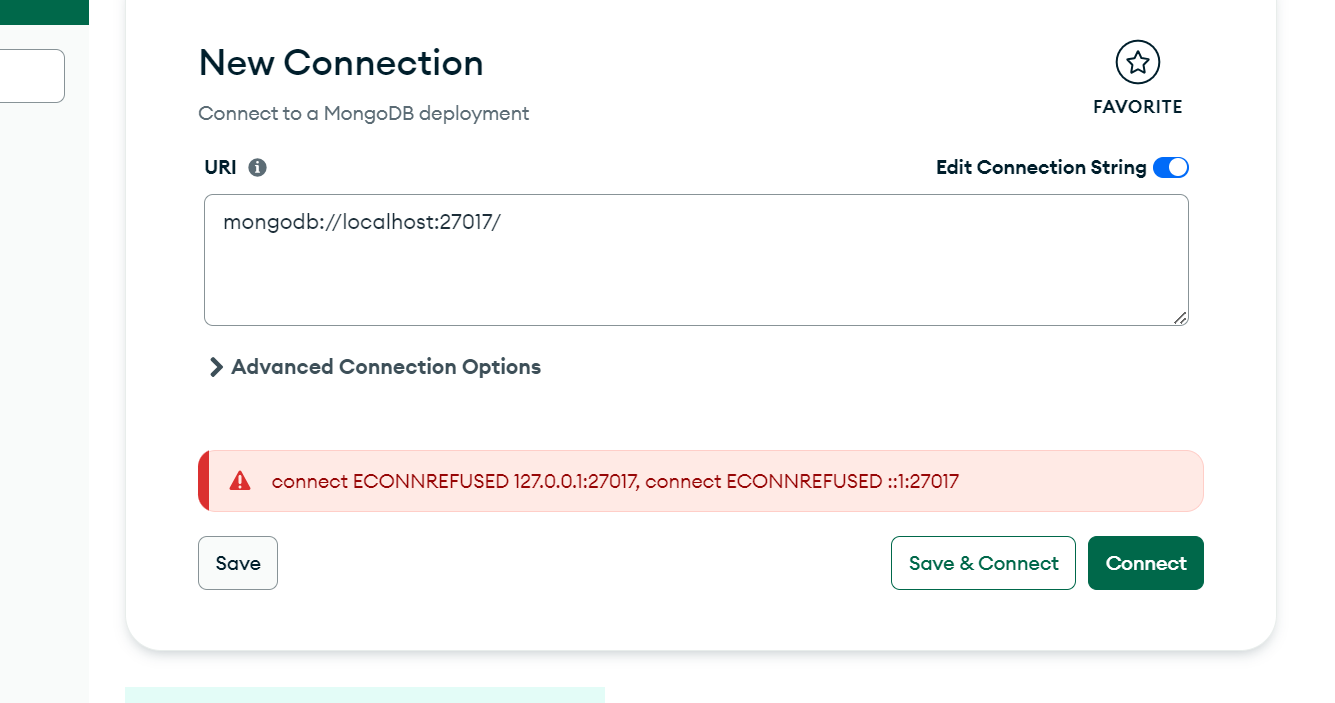 New Connection
FAVORITE
Connect to a MongoDB deployment
URI
Edit Connection String
mongodb://localhost:27017/
Advanced Connection Options
connect ECONNREFUSED 127.0.0.1:27017, connect ECONNREFUSED ::1:27017
Save
Save & Connect
Connect